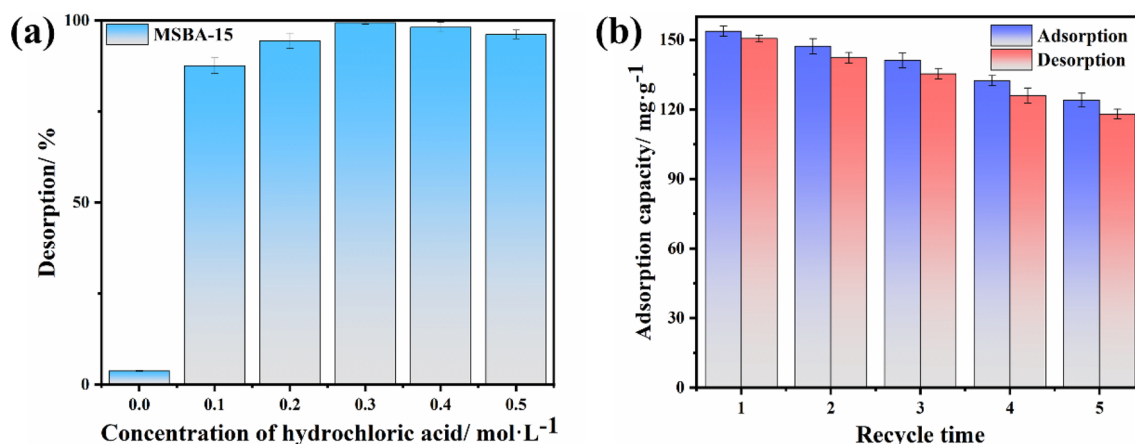 (a)
MSBA-15
Desorption/ %
100
50
0
0.0 0.1 0.2 0.3 0.4 0.5
Concentration of hydrochloric acid/ mol·L⁻¹
(b)
Adsorption
Desorption
Adsorption capacity/ mg·g⁻¹
150
120
90
60
30
0
1 2 3 4 5
Recycle time